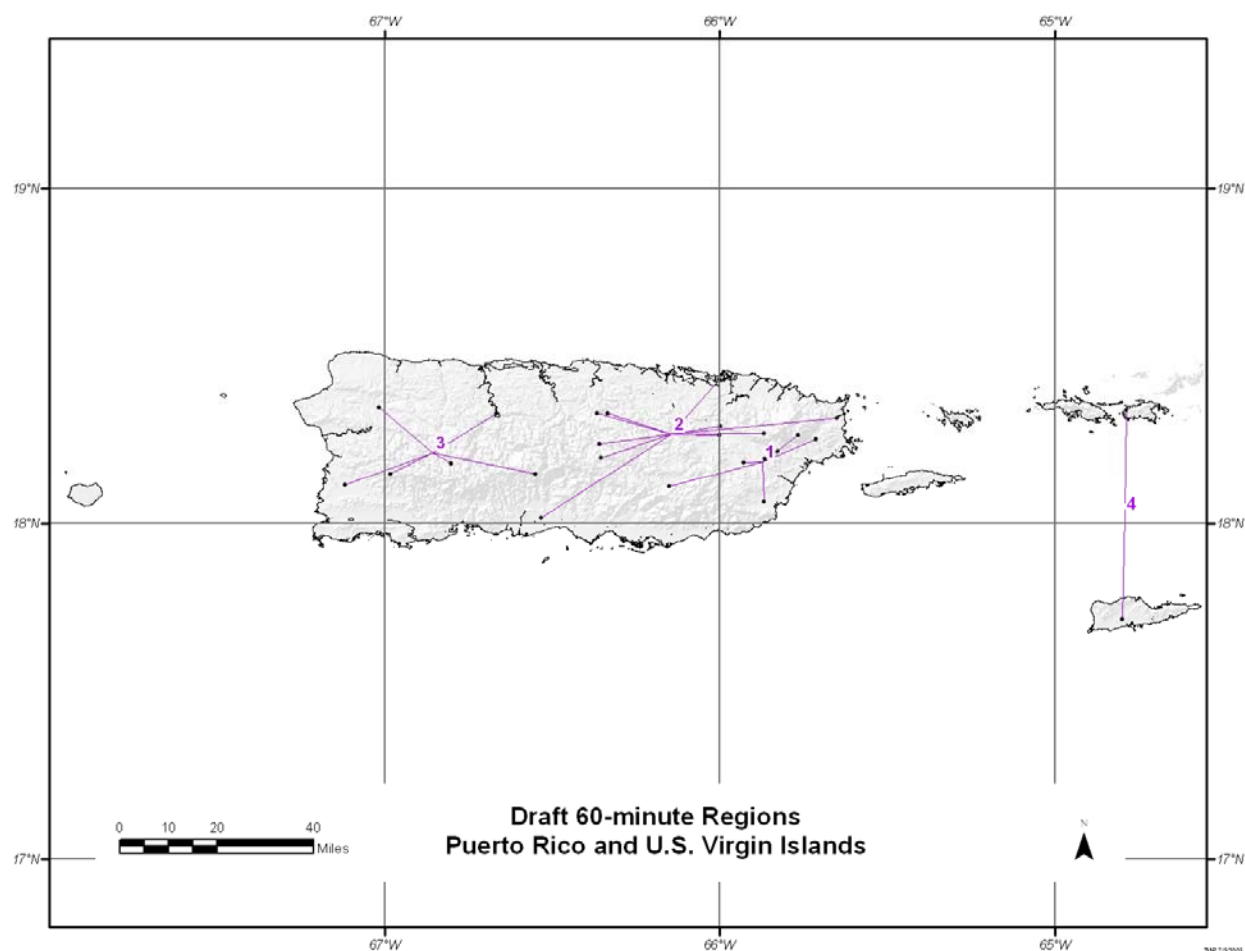 67°W 66°W 65°W
19°N 19°N
2
3
1
4
18°N 18°N
Draft 60-minute Regions
Puerto Rico and U.S. Virgin Islands
0 10 20 40
Miles
N
17°N 17°N
67°W 66°W 65°W